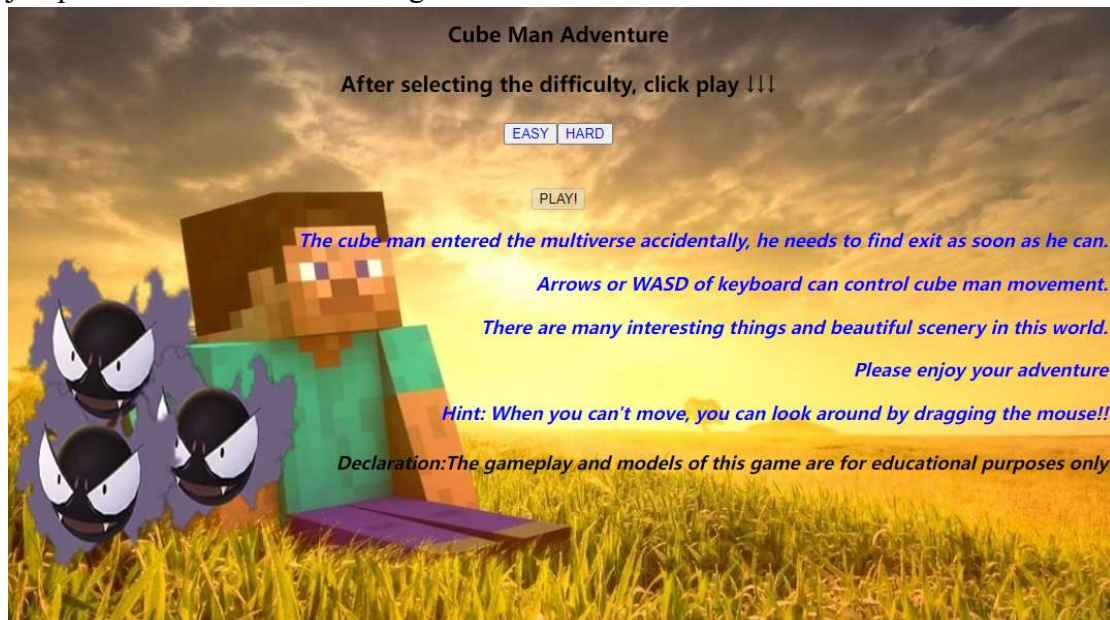 Cube Man Adventure
After selecting the difficulty, click play ↓↓↓
EASY HARD
PLAY!
The cube man entered the multiverse accidentally, he needs to find exit as soon as he can.
Arrows or WASD of keyboard can control cube man movement.
There are many interesting things and beautiful scenery in this world.
Please enjoy your adventure
Hint: When you can't move, you can look around by dragging the mouse!!
Declaration:The gameplay and models of this game are for educational purposes only